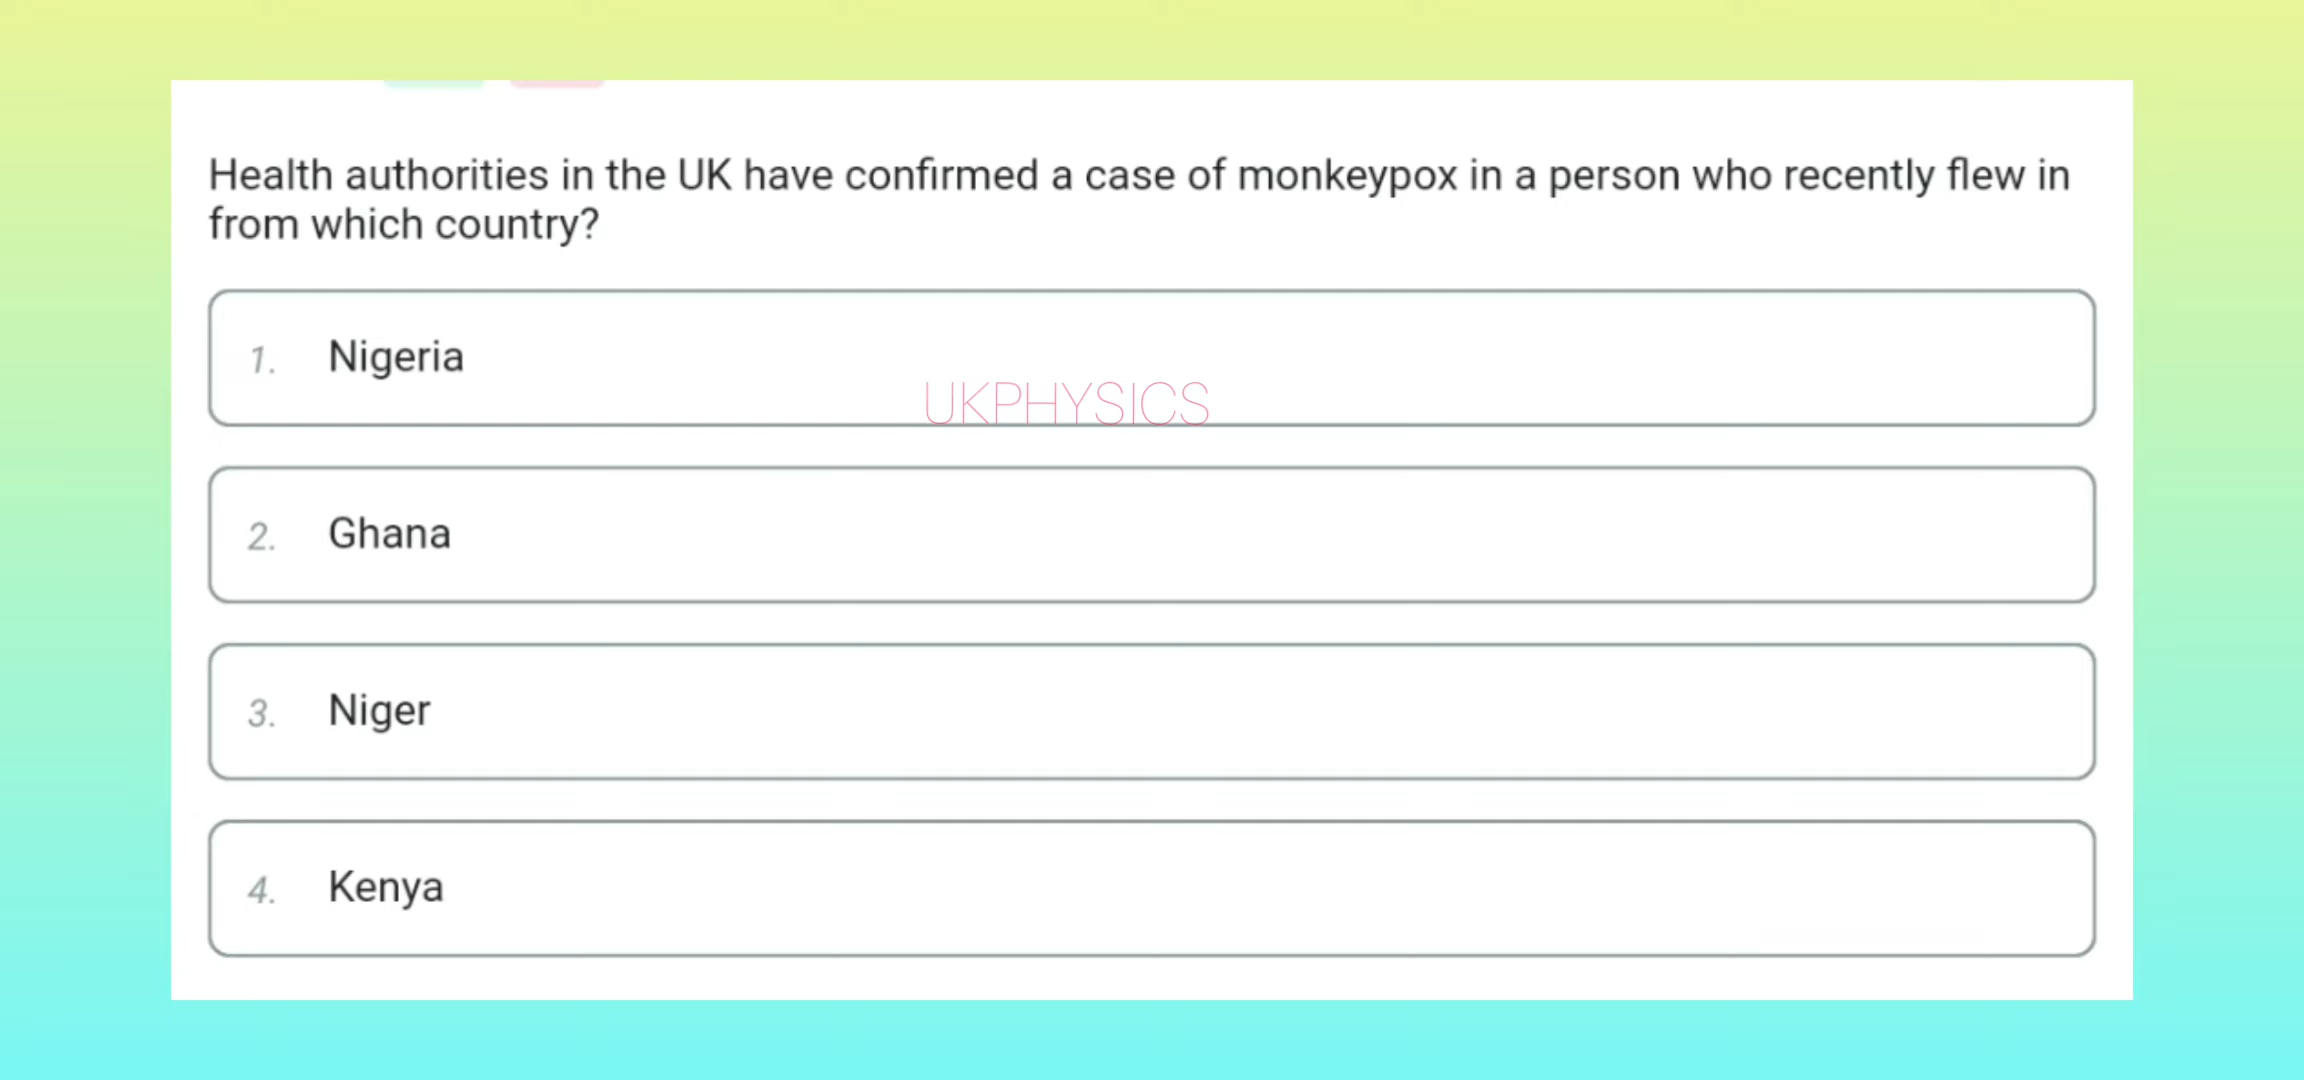 Health authorities in the UK have confirmed a case of monkeypox in a person who recently flew in
from which country?
1. Nigeria
UKPHYSICS
2. Ghana
3. Niger
4. Kenya